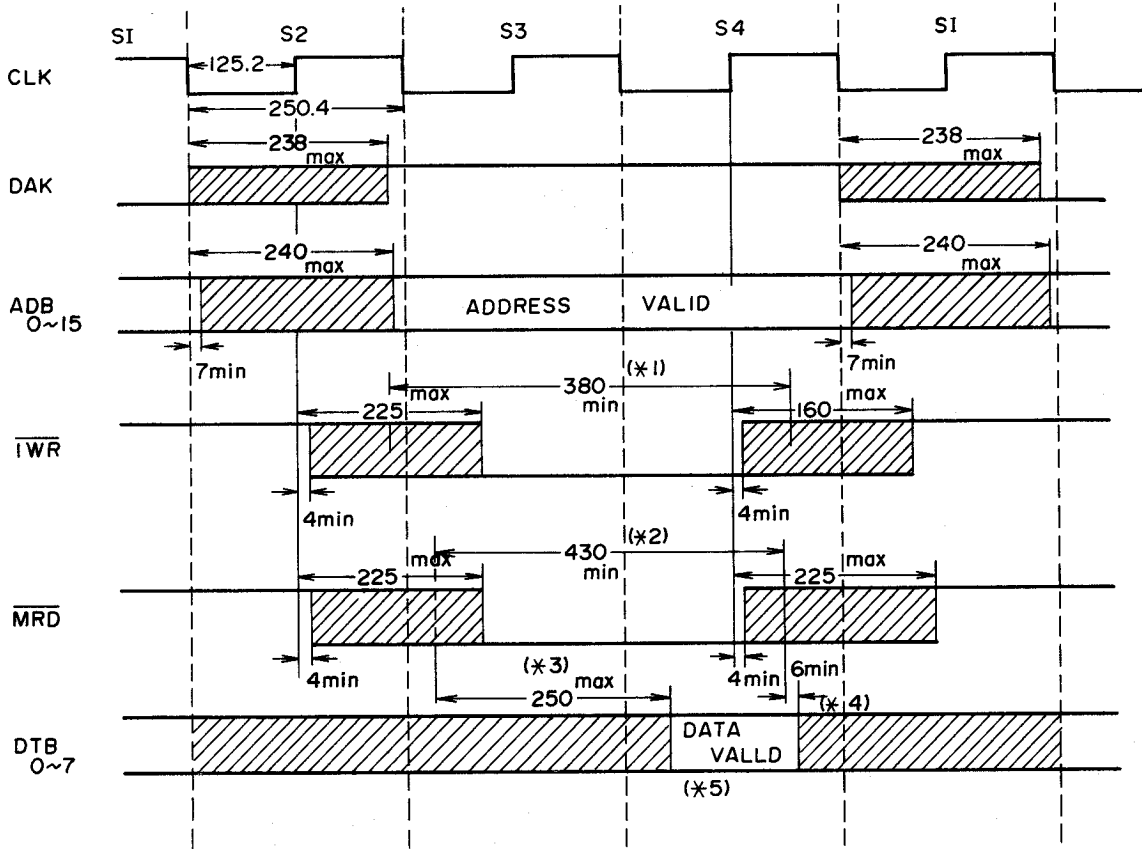 SI S2 S3 S4 SI
CLK
125.2
250.4
238 max 238 max
DAK
240 max 240 max
ADB 0~15
ADDRESS VALID
7min 7min
(*1)
225 max 380 min 160 max
IWR
4min 4min
(*2)
225 max 430 min 225 max
MRD
4min (*3) 4min 6min
250 max (*4)
DTB 0~7
DATA
VALLD
(*5)